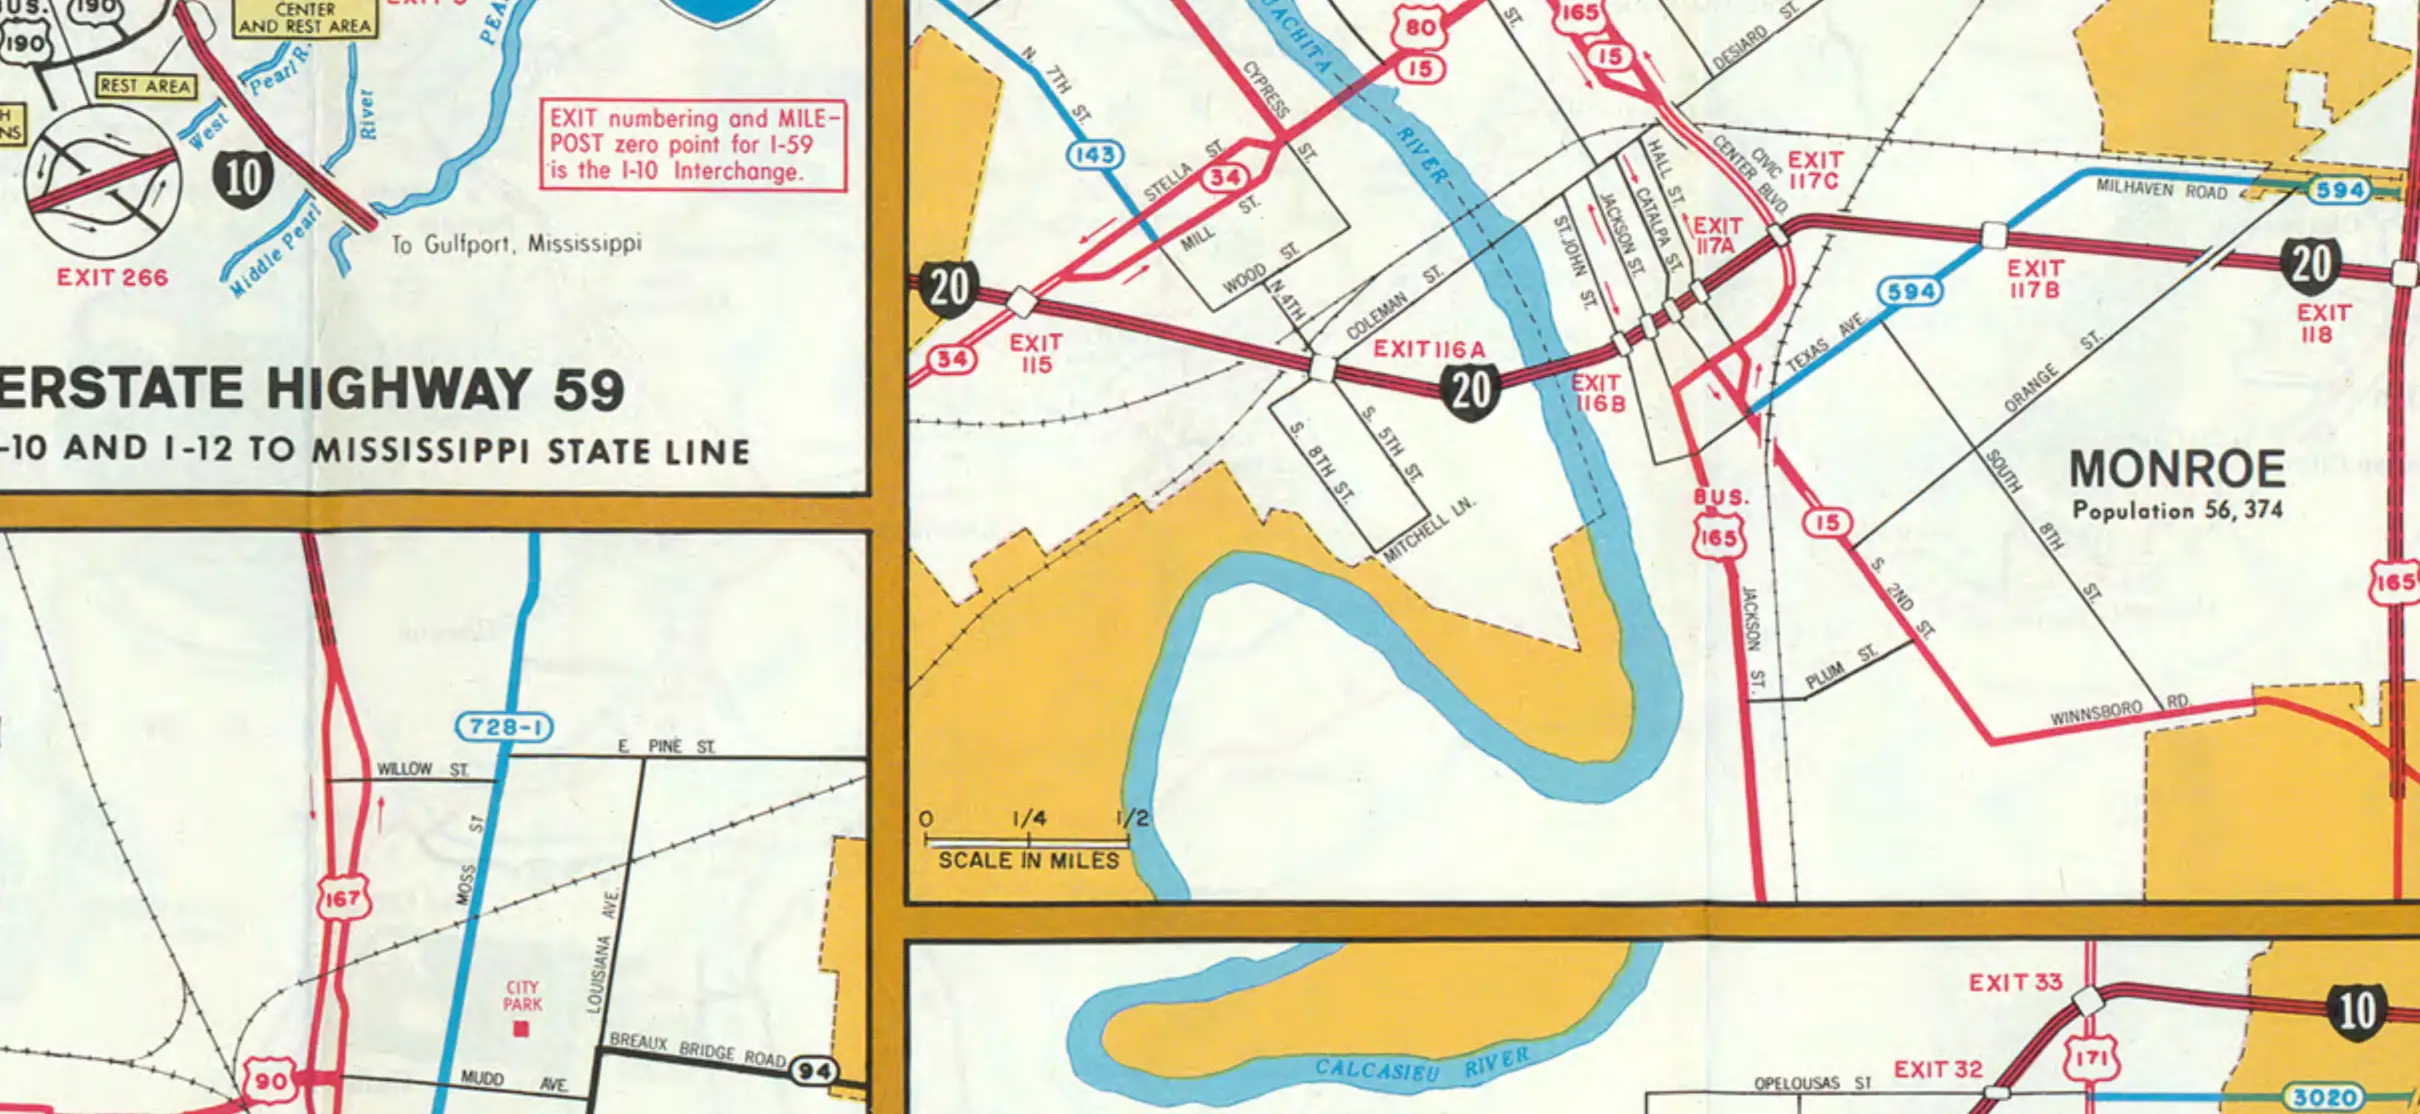 190
190
CENTER
AND REST AREA
REST AREA
Pearl R.
West
River
10
Middle Pearl
EXIT 266
To Gulfport, Mississippi
EXIT numbering and MILE-
POST zero point for I-59
is the I-10 Interchange.
ERSTATE HIGHWAY 59
-10 AND I-12 TO MISSISSIPPI STATE LINE
728-1
WILLOW ST.
E. PINE ST.
MOSS ST
167
LOUISIANA AVE.
CITY
PARK
BREAUX BRIDGE ROAD
94
90
MUDD AVE.
N. 7TH ST.
143
CYPRESS ST.
80
15
165
15
ST.
DESIARD ST.
RIVER
STELLA ST.
34
MILL ST.
WOOD ST.
N. 4TH
COLEMAN ST.
20
34
EXIT
115
EXIT 116A
20
EXIT
116B
ST. JOHN ST.
JACKSON ST.
CATALPA ST.
HALL ST.
CIVIC
CENTER BLVD.
EXIT
117C
EXIT
117A
MILHAVEN ROAD
594
EXIT
117B
20
EXIT
118
594
TEXAS AVE.
ORANGE ST.
SOUTH 8TH ST.
MONROE
Population 56,374
S. 8TH ST.
S. 5TH ST.
MITCHELL LN.
BUS.
165
15
165
S. 2ND ST.
JACKSON ST.
PLUM ST.
WINNSBORO RD.
0 1/4 1/2
SCALE IN MILES
CALCASIEU RIVER
EXIT 33
10
171
EXIT 32
OPELOUSAS ST
3020